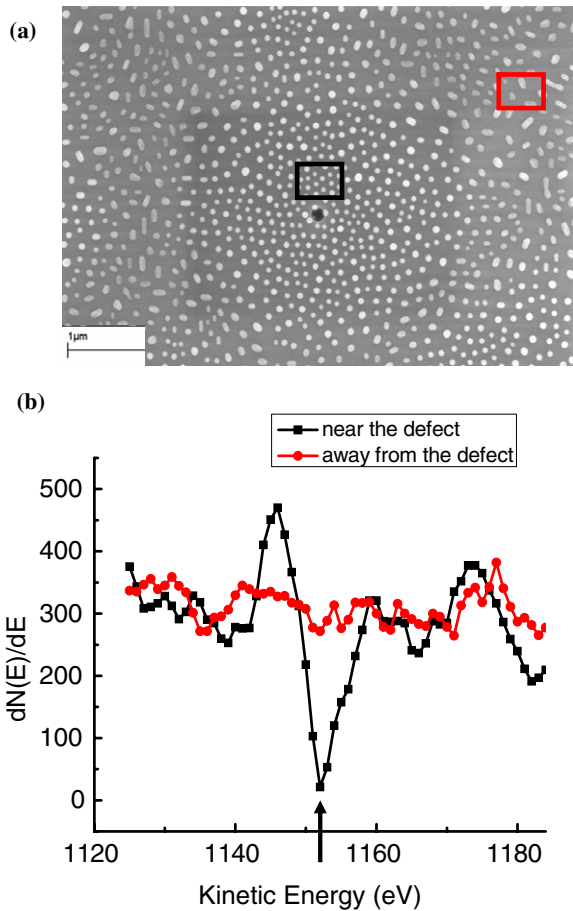 (a)
1µm
(b)
near the defect
away from the defect
500
400
300
200
100
0
dN(E)/dE
1120
1140
1160
1180
Kinetic Energy (eV)